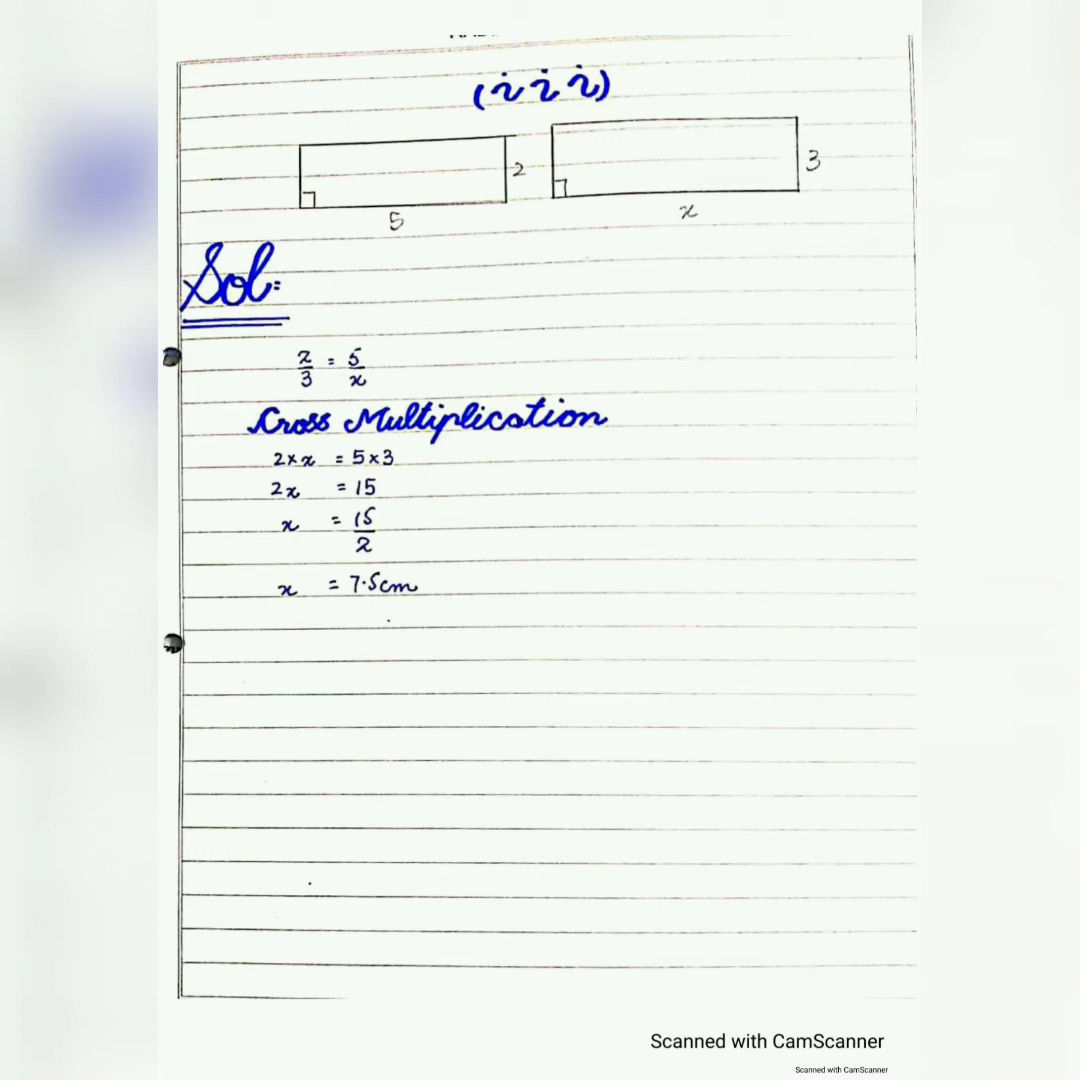 (iii)
2
3
5
x
Sol:
2/3 = 5/x
Cross Multiplication
2×x = 5×3
2x = 15
x = 15/2
x = 7.5cm
Scanned with CamScanner
Scanned with CamScanner